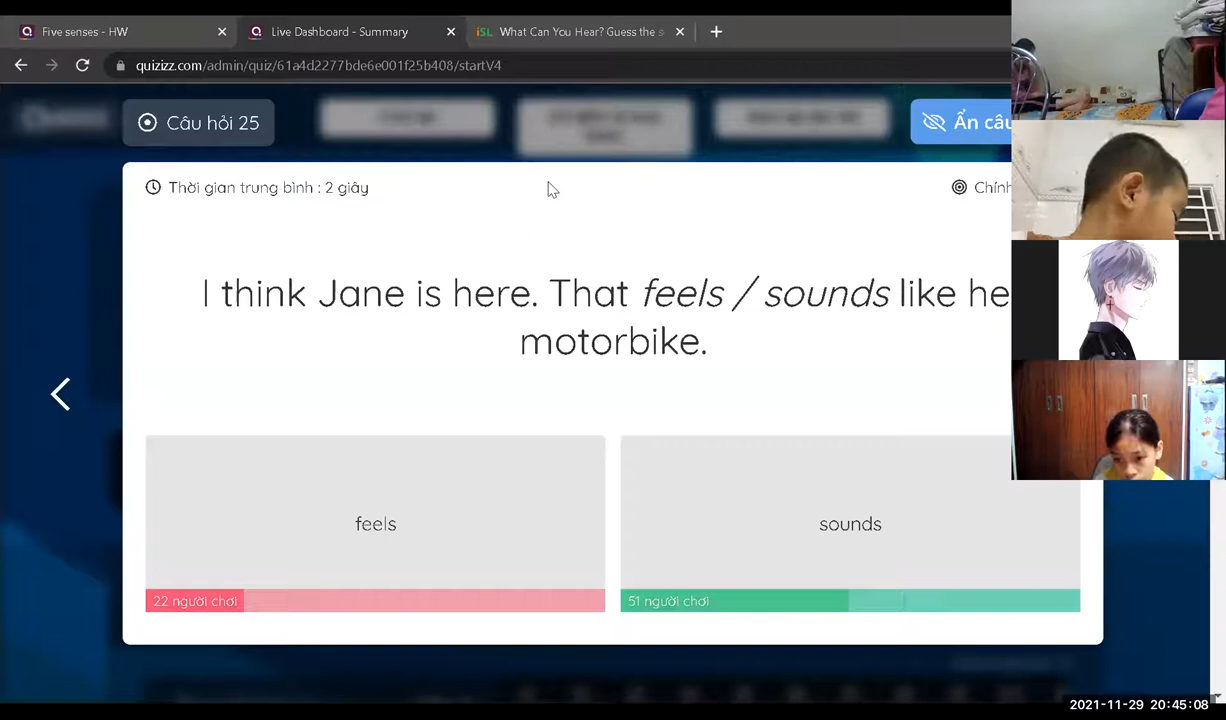 Five senses - HW
Live Dashboard - Summary
iSL What Can You Hear? Guess the s
quizizz.com/admin/quiz/61a4d2277bde6e001f25b408/startV4
Câu hỏi 25
Ẩn câu
Thời gian trung bình : 2 giây
Chính
I think Jane is here. That feels / sounds like he
motorbike.
feels
sounds
22 người chơi
51 người chơi
2021-11-29 20:45:08